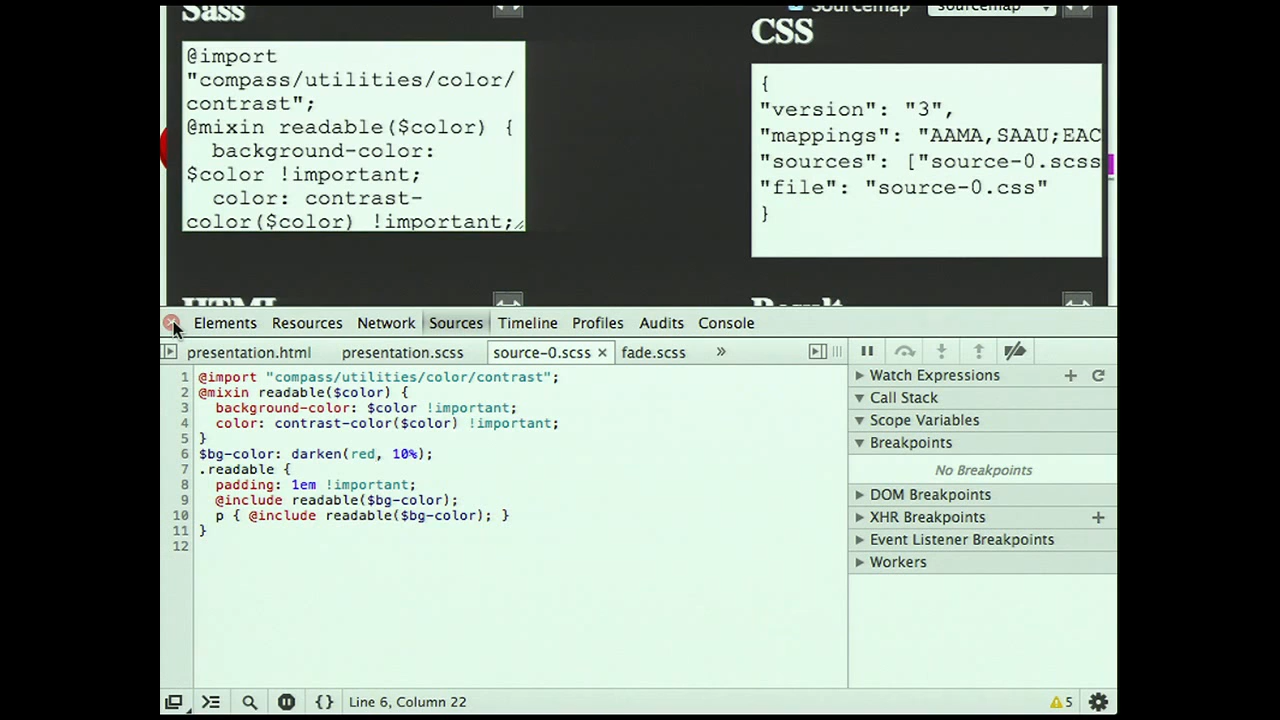 Sass
Sourcemap
sourcemap
CSS
@import
"compass/utilities/color/
contrast";
@mixin readable($color) {
  background-color:
$color !important;
  color: contrast-
color($color) !important;
{
"version": "3",
"mappings": "AAMA,SAAU;EAC
"sources": ["source-0.scss
"file": "source-0.css"
}
HTML
Result
Elements Resources Network Sources Timeline Profiles Audits Console
presentation.html presentation.scss source-0.scss × fade.scss »
1 @import "compass/utilities/color/contrast";
2 @mixin readable($color) {
3   background-color: $color !important;
4   color: contrast-color($color) !important;
5 }
6 $bg-color: darken(red, 10%);
7 .readable {
8   padding: 1em !important;
9   @include readable($bg-color);
10   p { @include readable($bg-color); }
11 }
12
Watch Expressions
Call Stack
Scope Variables
Breakpoints
No Breakpoints
DOM Breakpoints
XHR Breakpoints
Event Listener Breakpoints
Workers
{ } Line 6, Column 22
5